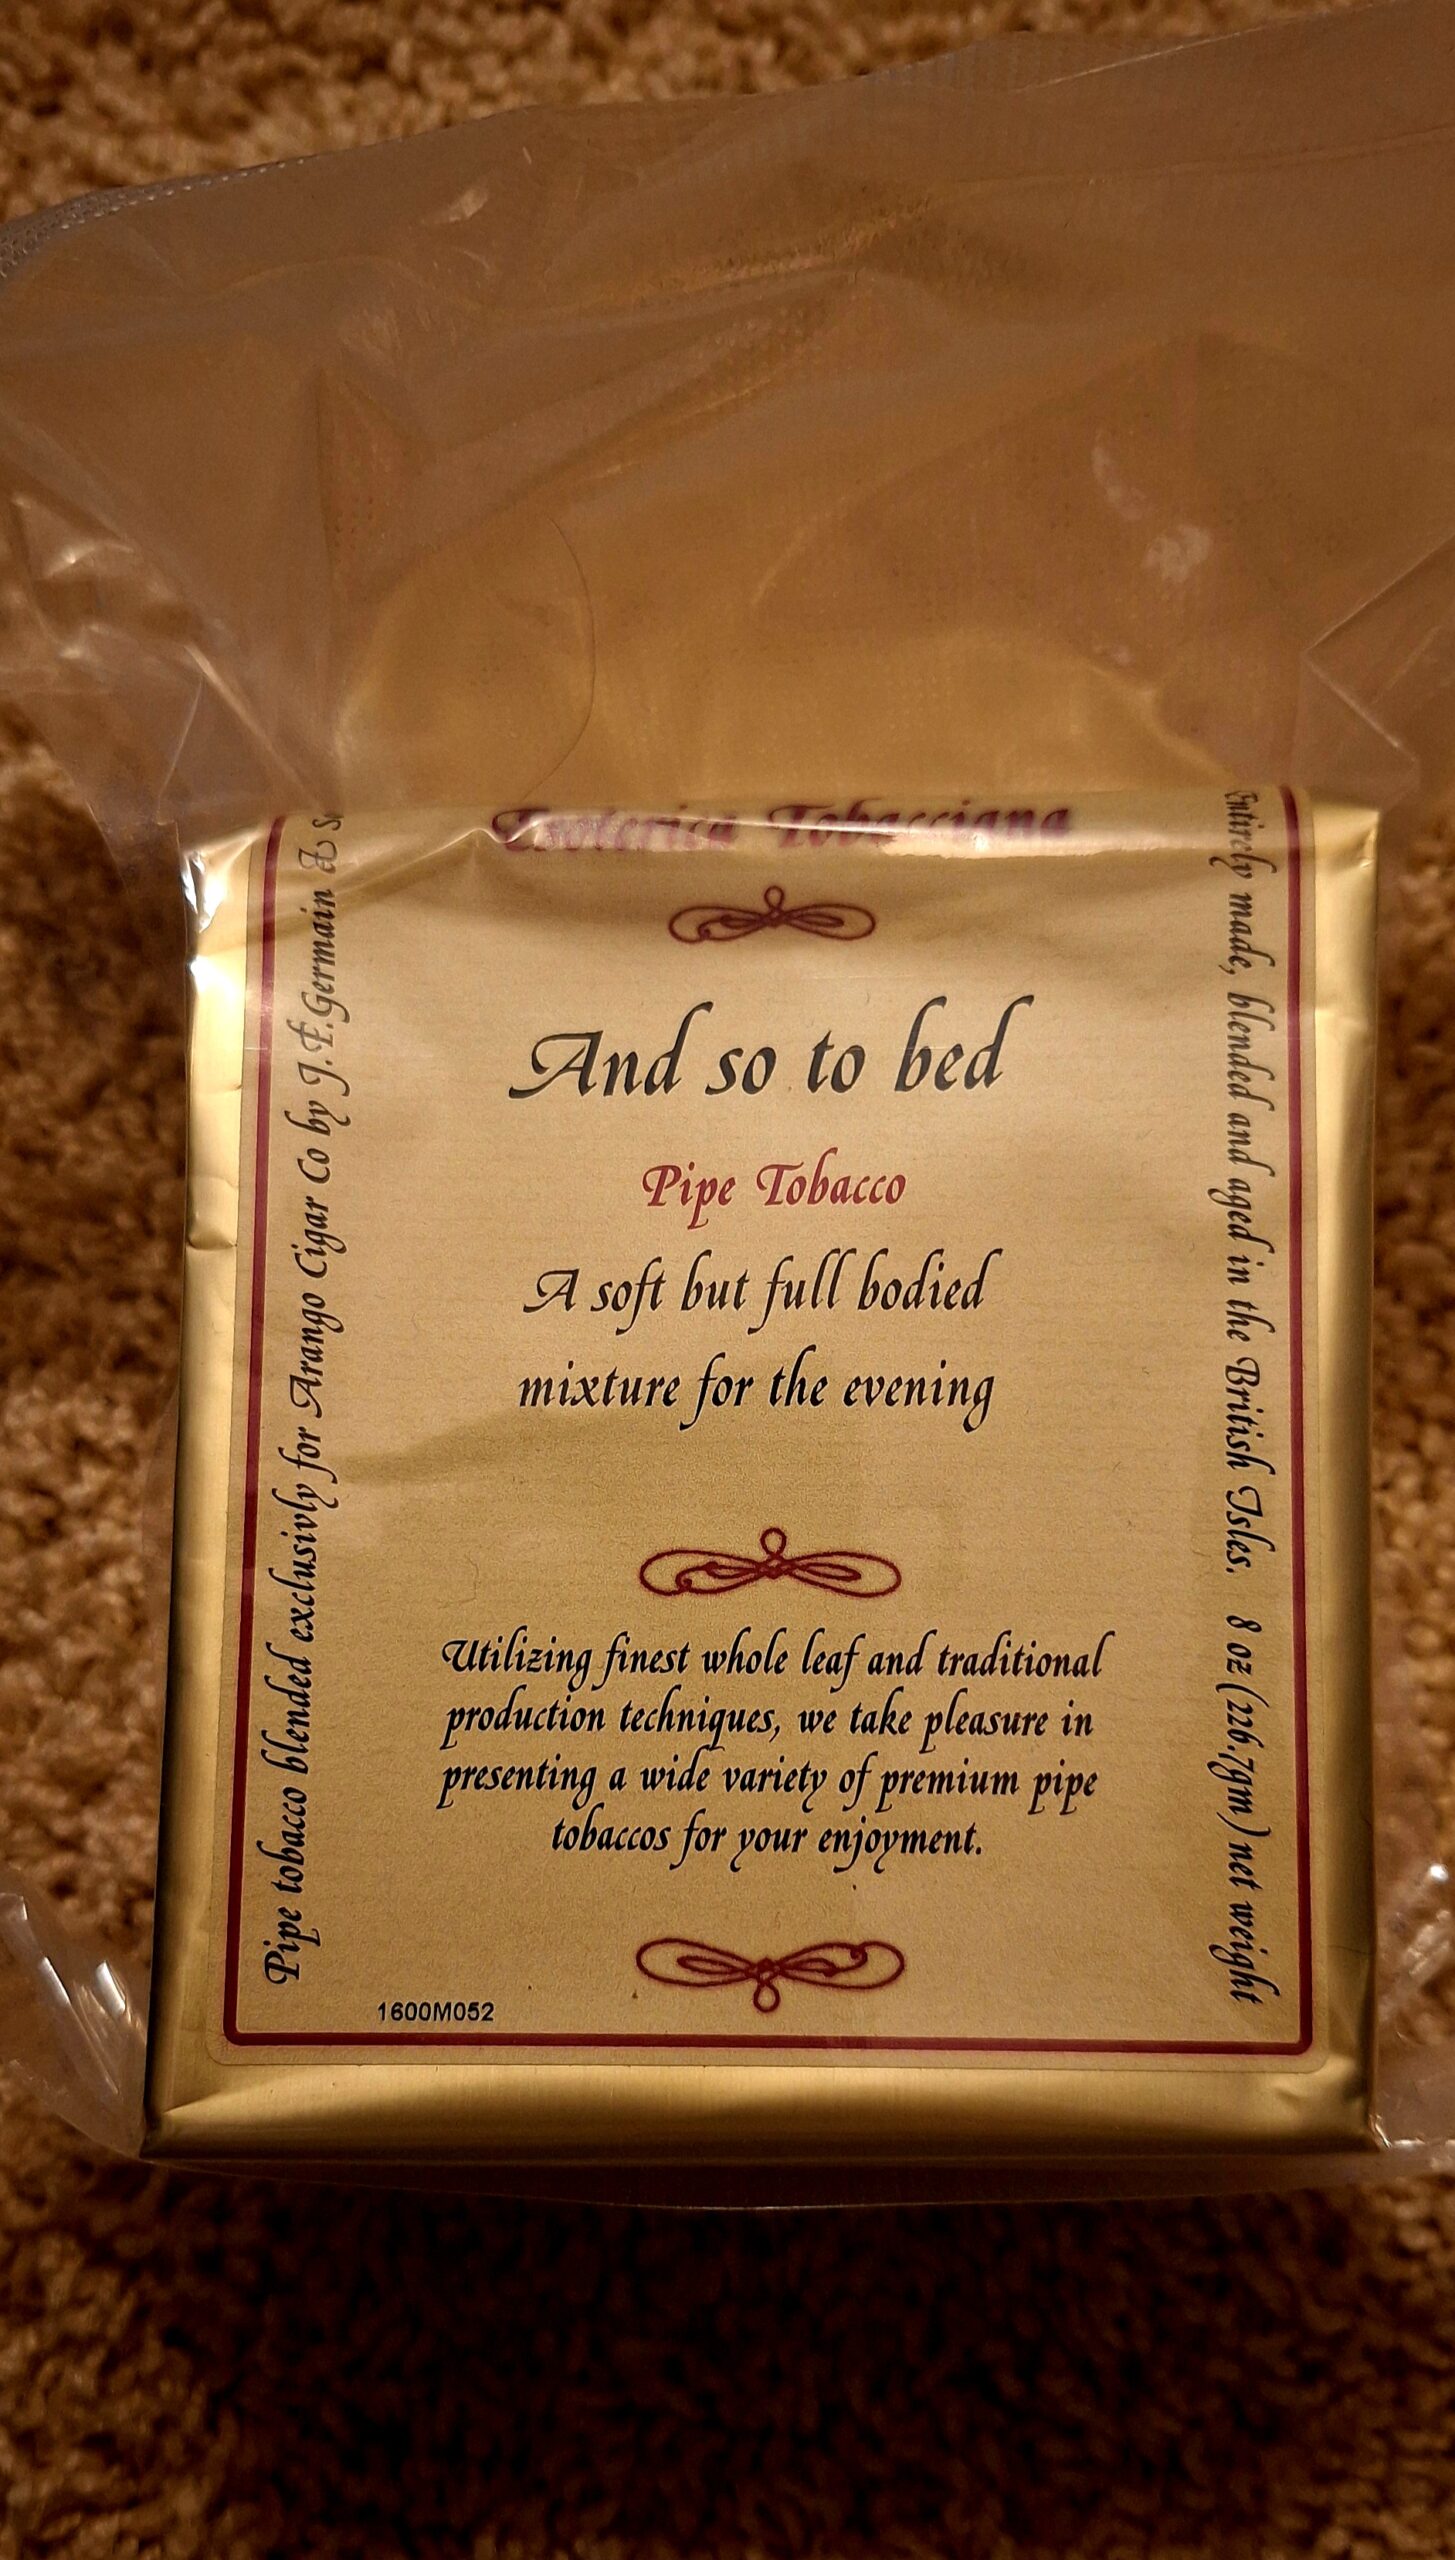 Esoterica Tobacciana
And so to bed
Pipe Tobacco
A soft but full bodied
mixture for the evening
Utilizing finest whole leaf and traditional
production techniques, we take pleasure in
presenting a wide variety of premium pipe
tobaccos for your enjoyment.
1600M052
Pipe tobacco blended exclusivly for Arango Cigar Co by J.F.Germain &
Entirely made, blended and aged in the British Isles. 8 oz (226.7gm) net weight